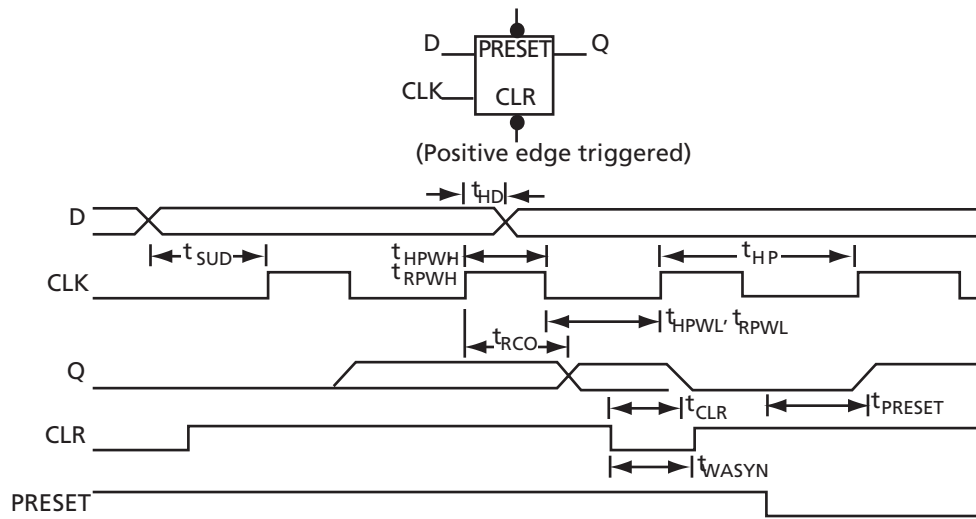 D PRESET Q
CLK CLR
(Positive edge triggered)
tHD
D
tSUD tHPWH, tHP
tRPWH
CLK
tHPWL, tRPWL
tRCO
Q
tCLR tPRESET
CLR
tWASYN
PRESET